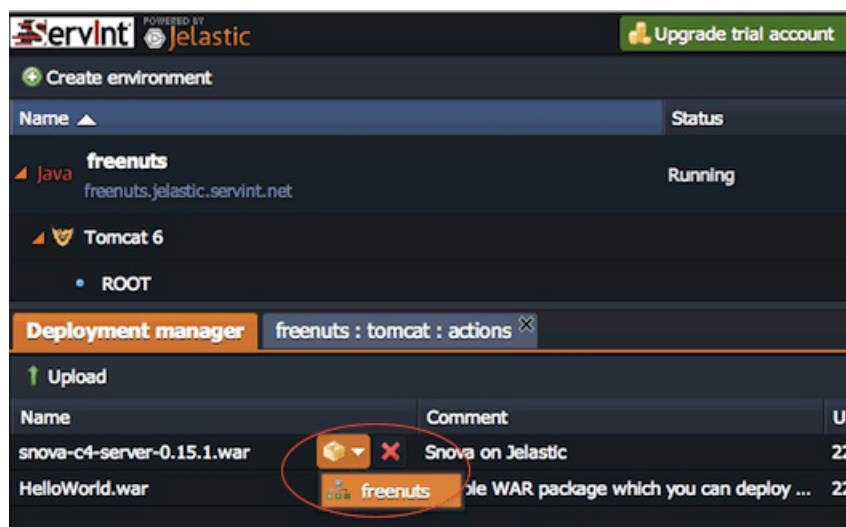 ServInt POWERED BY Jelastic Upgrade trial account
Create environment
Name Status
Java freenuts Running
freenuts.jelastic.servint.net
Tomcat 6
ROOT
Deployment manager freenuts : tomcat : actions
Upload
Name Comment U
snova-c4-server-0.15.1.war Snova on Jelastic 22
HelloWorld.war freenuts ple WAR package which you can deploy ... 22